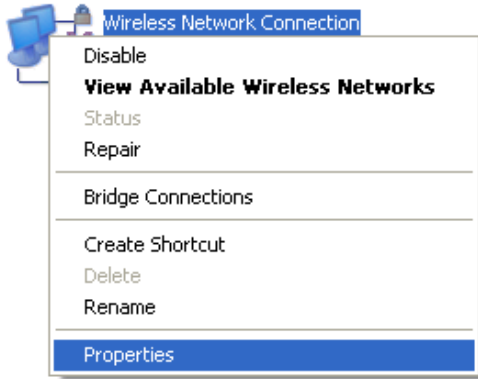 Wireless Network Connection
Disable
View Available Wireless Networks
Status
Repair
Bridge Connections
Create Shortcut
Delete
Rename
Properties